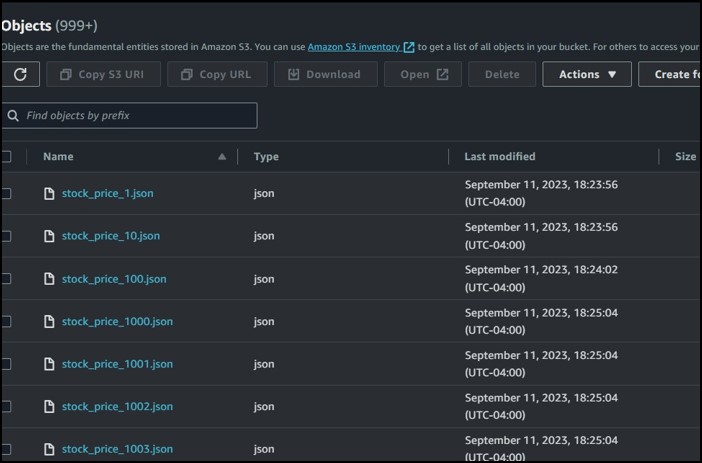 Objects (999+)
Objects are the fundamental entities stored in Amazon S3. You can use Amazon S3 inventory to get a list of all objects in your bucket. For others to access your
Copy S3 URI Copy URL Download Open Delete Actions Create fo
Find objects by prefix
Name Type Last modified Size
stock_price_1.json json September 11, 2023, 18:23:56
(UTC-04:00)
stock_price_10.json json September 11, 2023, 18:23:56
(UTC-04:00)
stock_price_100.json json September 11, 2023, 18:24:02
(UTC-04:00)
stock_price_1000.json json September 11, 2023, 18:25:04
(UTC-04:00)
stock_price_1001.json json September 11, 2023, 18:25:04
(UTC-04:00)
stock_price_1002.json json September 11, 2023, 18:25:04
(UTC-04:00)
stock_price_1003.json json September 11, 2023, 18:25:04
(UTC-04:00)